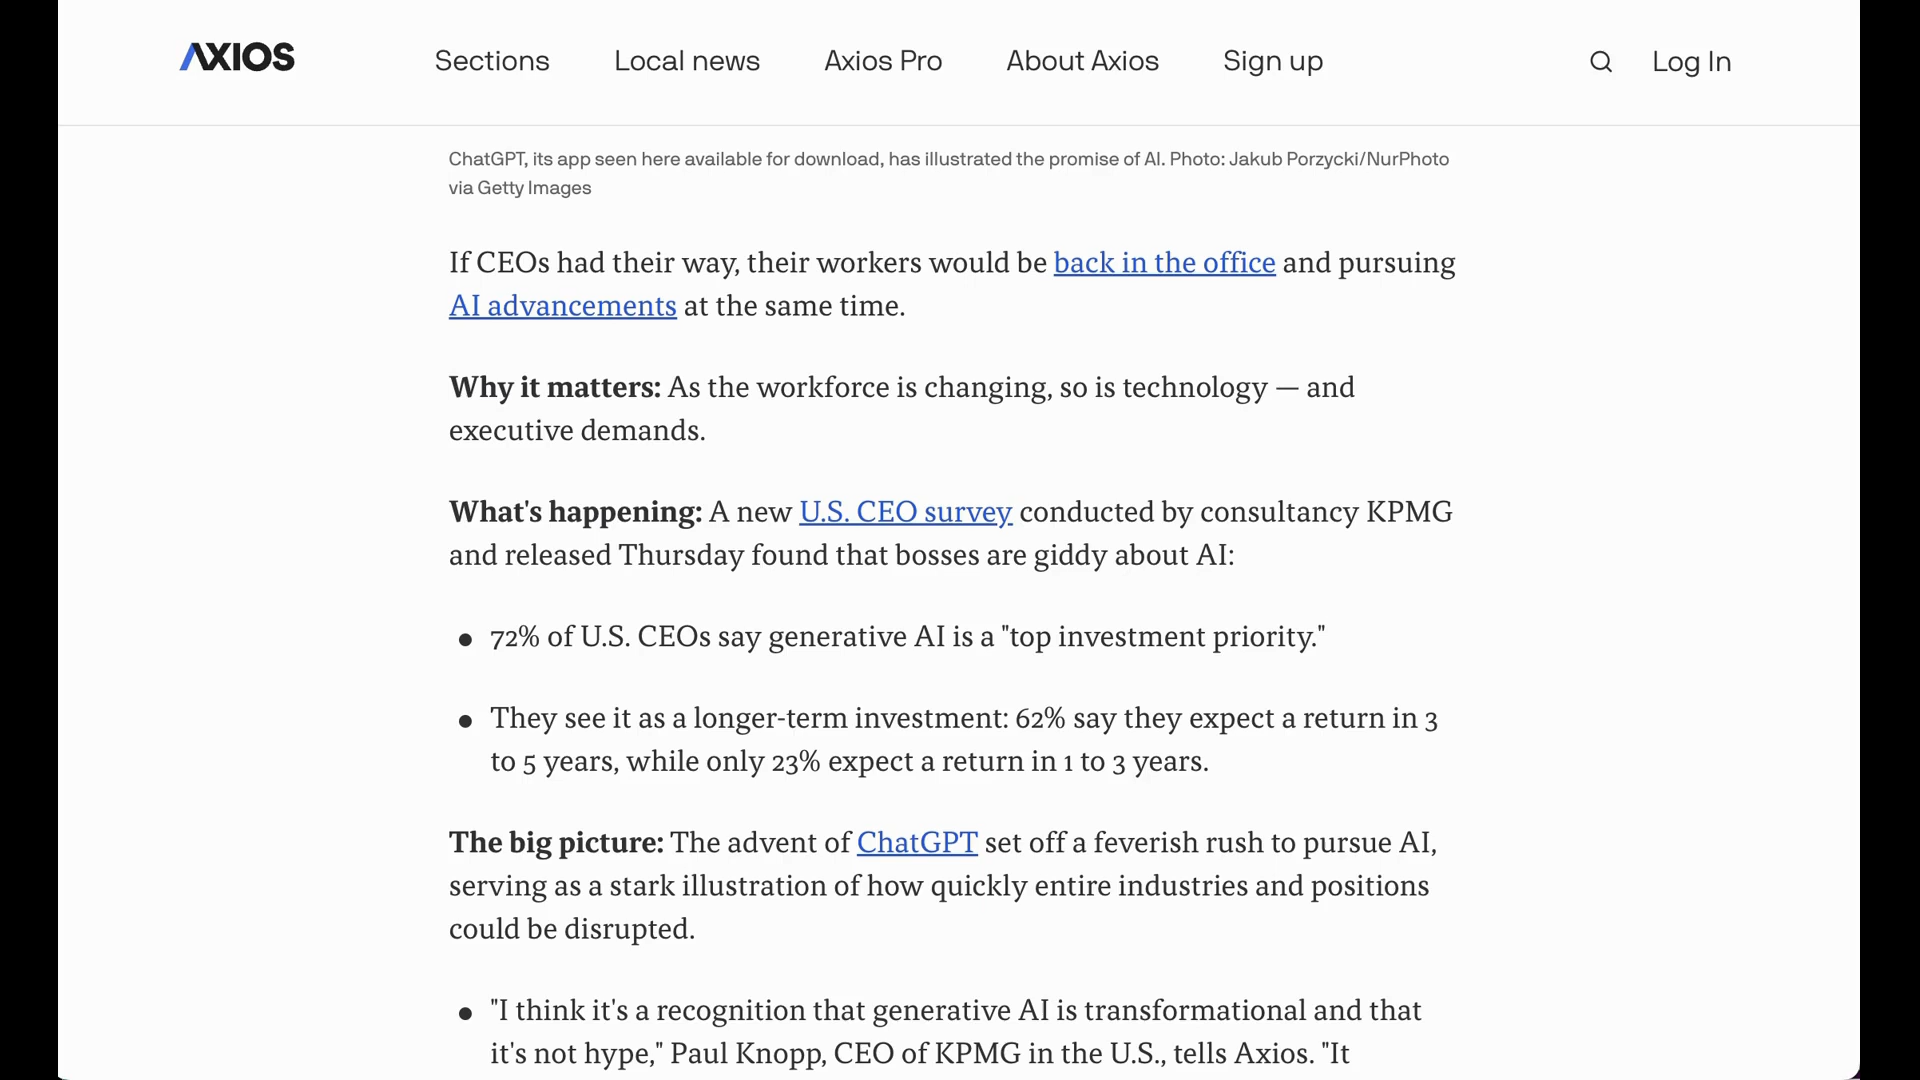 AXIOS
Sections
Local news
Axios Pro
About Axios
Sign up
Log In
ChatGPT, its app seen here available for download, has illustrated the promise of AI. Photo: Jakub Porzycki/NurPhoto
via Getty Images
If CEOs had their way, their workers would be back in the office and pursuing
AI advancements at the same time.
Why it matters: As the workforce is changing, so is technology — and
executive demands.
What's happening: A new U.S. CEO survey conducted by consultancy KPMG
and released Thursday found that bosses are giddy about AI:
● 72% of U.S. CEOs say generative AI is a "top investment priority."
● They see it as a longer-term investment: 62% say they expect a return in 3
to 5 years, while only 23% expect a return in 1 to 3 years.
The big picture: The advent of ChatGPT set off a feverish rush to pursue AI,
serving as a stark illustration of how quickly entire industries and positions
could be disrupted.
● "I think it's a recognition that generative AI is transformational and that
it's not hype," Paul Knopp, CEO of KPMG in the U.S., tells Axios. "It